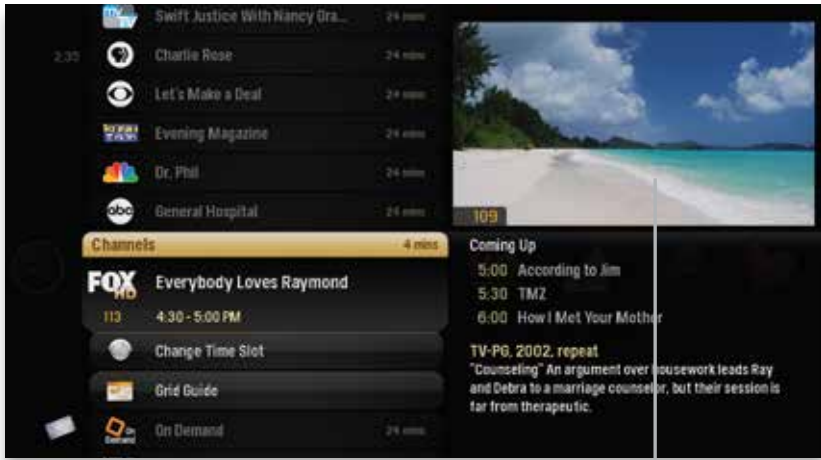 Swift Justice With Nancy Gra... 24 mins
2:35 Charlie Rose 24 mins
Let's Make a Deal 24 mins
Evening Magazine 24 mins
Dr. Phil 24 mins
abc General Hospital 24 mins
Channels 4 mins
FOX HD Everybody Loves Raymond
113 4:30 - 5:00 PM
Change Time Slot
Grid Guide
On Demand On Demand 24 mins
109
Coming Up
5:00 According to Jim
5:30 TMZ
6:00 How I Met Your Mother
TV-PG, 2002, repeat
"Counseling" An argument over housework leads Ray
and Debra to a marriage counselor, but their session is
far from therapeutic.